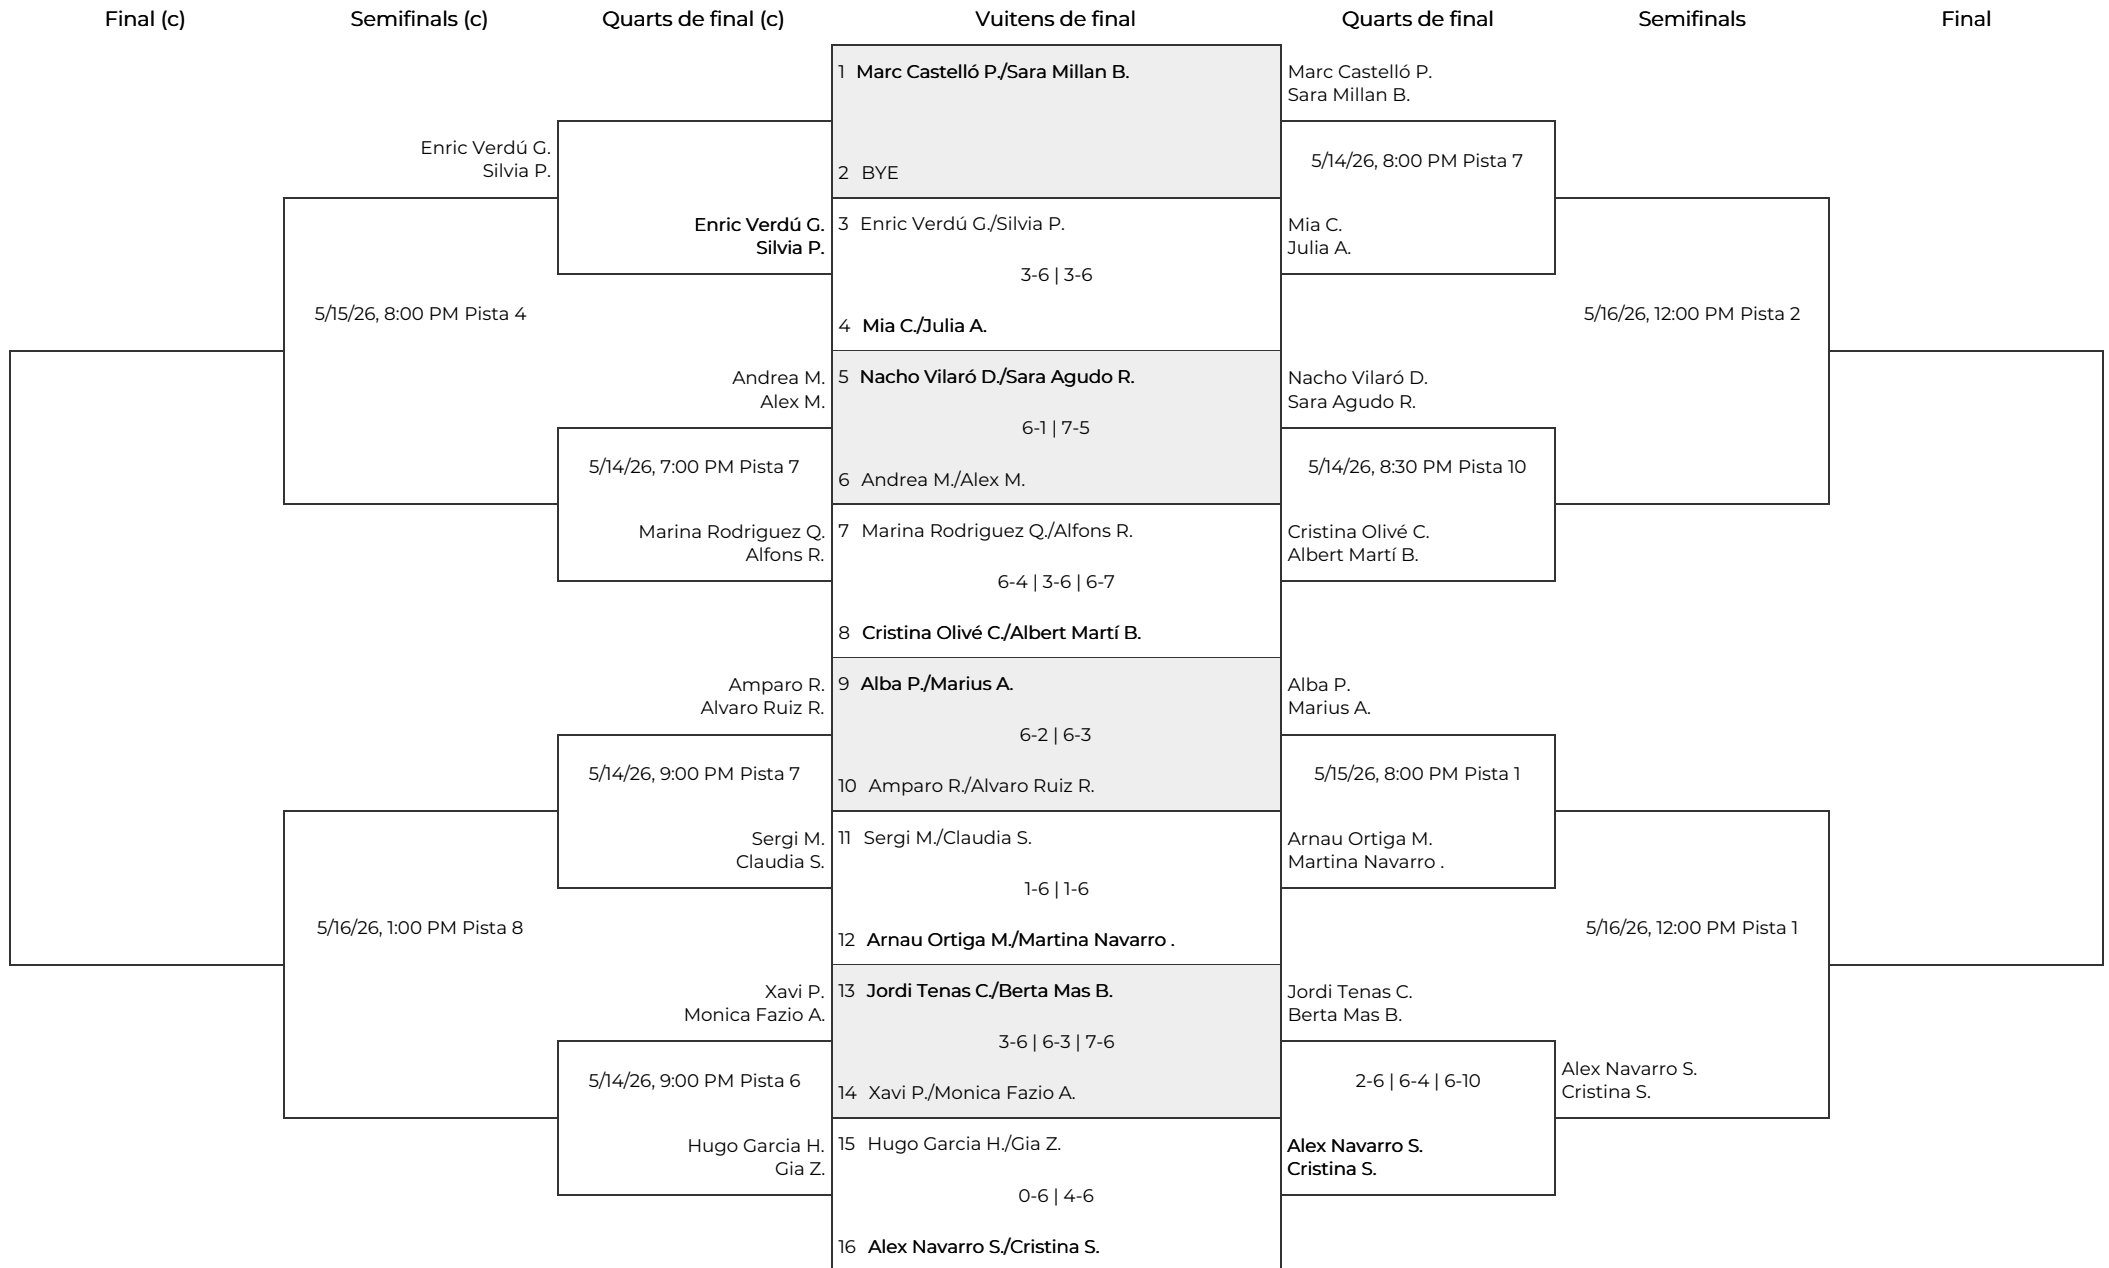 Final (c)
Semifinals (c)
Quarts de final (c)
Vuitens de final
Quarts de final
Semifinals
Final
Enric Verdú G.
Silvia P.
5/15/26, 8:00 PM Pista 4
5/16/26, 1:00 PM Pista 8
Enric Verdú G.
Silvia P.
Andrea M.
Alex M.
5/14/26, 7:00 PM Pista 7
Marina Rodriguez Q.
Alfons R.
Amparo R.
Alvaro Ruiz R.
5/14/26, 9:00 PM Pista 7
Sergi M.
Claudia S.
Xavi P.
Monica Fazio A.
5/14/26, 9:00 PM Pista 6
Hugo Garcia H.
Gia Z.
1 Marc Castelló P./Sara Millan B.
2 BYE
3 Enric Verdú G./Silvia P.
3-6 | 3-6
4 Mia C./Julia A.
5 Nacho Vilaró D./Sara Agudo R.
6-1 | 7-5
6 Andrea M./Alex M.
7 Marina Rodriguez Q./Alfons R.
6-4 | 3-6 | 6-7
8 Cristina Olivé C./Albert Martí B.
9 Alba P./Marius A.
6-2 | 6-3
10 Amparo R./Alvaro Ruiz R.
11 Sergi M./Claudia S.
1-6 | 1-6
12 Arnau Ortiga M./Martina Navarro .
13 Jordi Tenas C./Berta Mas B.
3-6 | 6-3 | 7-6
14 Xavi P./Monica Fazio A.
15 Hugo Garcia H./Gia Z.
0-6 | 4-6
16 Alex Navarro S./Cristina S.
Marc Castelló P.
Sara Millan B.
5/14/26, 8:00 PM Pista 7
Mia C.
Julia A.
Nacho Vilaró D.
Sara Agudo R.
5/14/26, 8:30 PM Pista 10
Cristina Olivé C.
Albert Martí B.
Alba P.
Marius A.
5/15/26, 8:00 PM Pista 1
Arnau Ortiga M.
Martina Navarro .
Jordi Tenas C.
Berta Mas B.
2-6 | 6-4 | 6-10
Alex Navarro S.
Cristina S.
5/16/26, 12:00 PM Pista 2
5/16/26, 12:00 PM Pista 1
Alex Navarro S.
Cristina S.